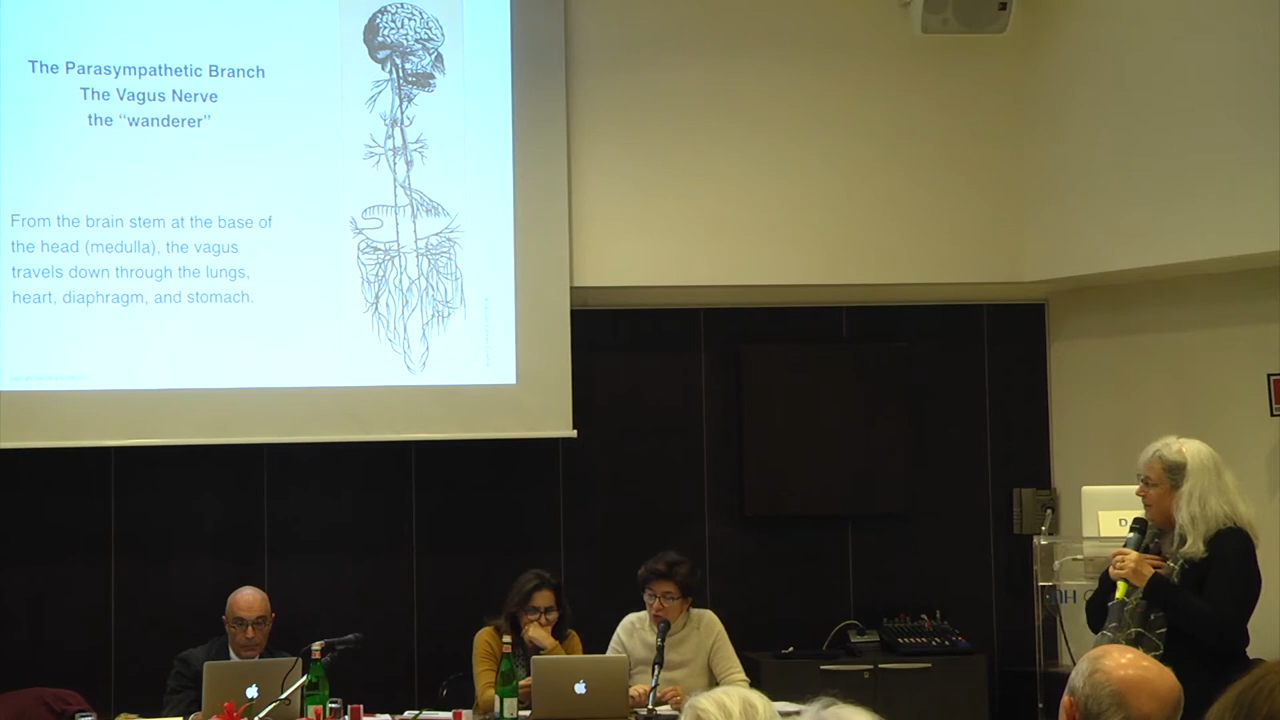 The Parasympathetic Branch
The Vagus Nerve
the “wanderer”
From the brain stem at the base of
the head (medulla), the vagus
travels down through the lungs,
heart, diaphragm, and stomach.
D
NH